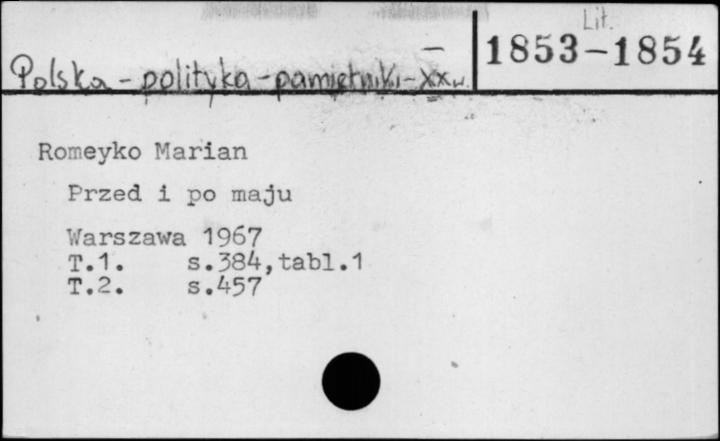 Lit.
1853-1854
Polska - polityka - pamiętniki - XX w.
Romeyko Marian
Przed i po maju
Warszawa 1967
T.1. s.384,tabl.1
T.2. s.457